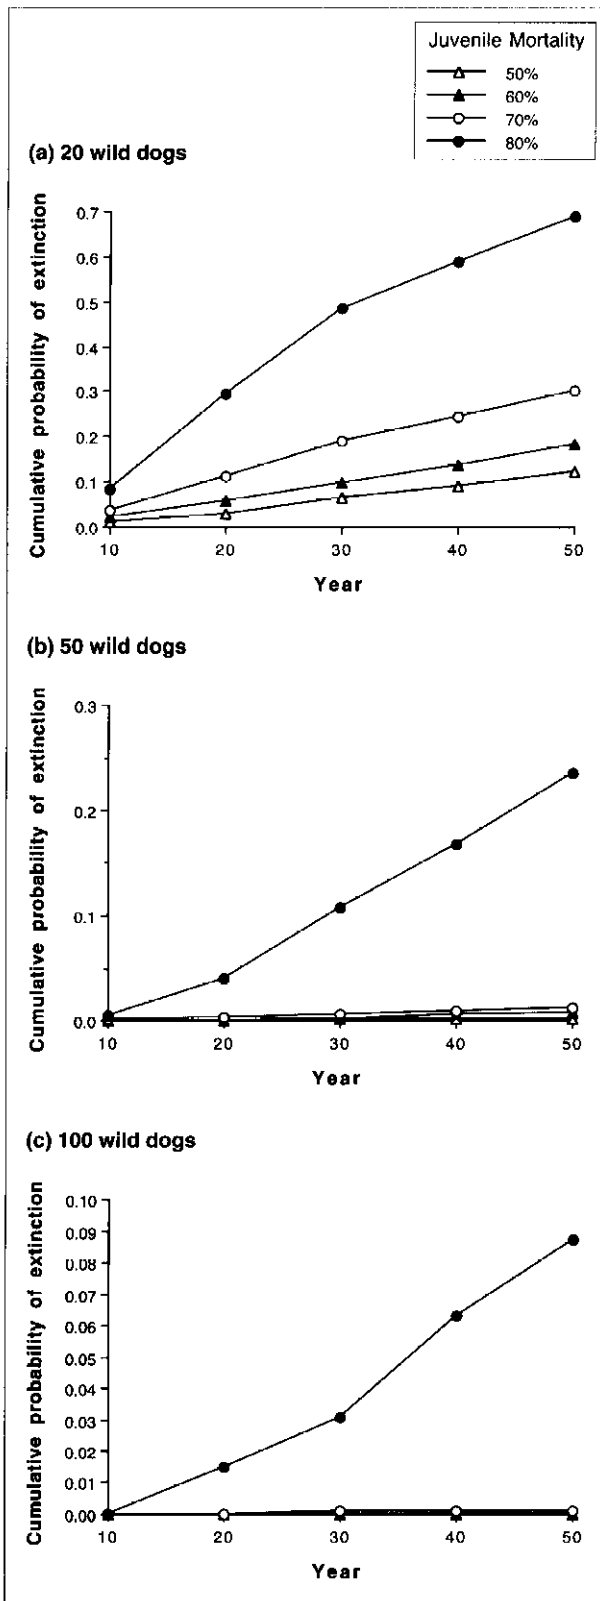 Juvenile Mortality
50%
60%
70%
80%
(a) 20 wild dogs
Cumulative probability of extinction
0.7
0.6
0.5
0.4
0.3
0.2
0.1
0.0
10 20 30 40 50
Year
(b) 50 wild dogs
Cumulative probability of extinction
0.3
0.2
0.1
0.0
10 20 30 40 50
Year
(c) 100 wild dogs
Cumulative probability of extinction
0.10
0.09
0.08
0.07
0.06
0.05
0.04
0.03
0.02
0.01
0.00
10 20 30 40 50
Year